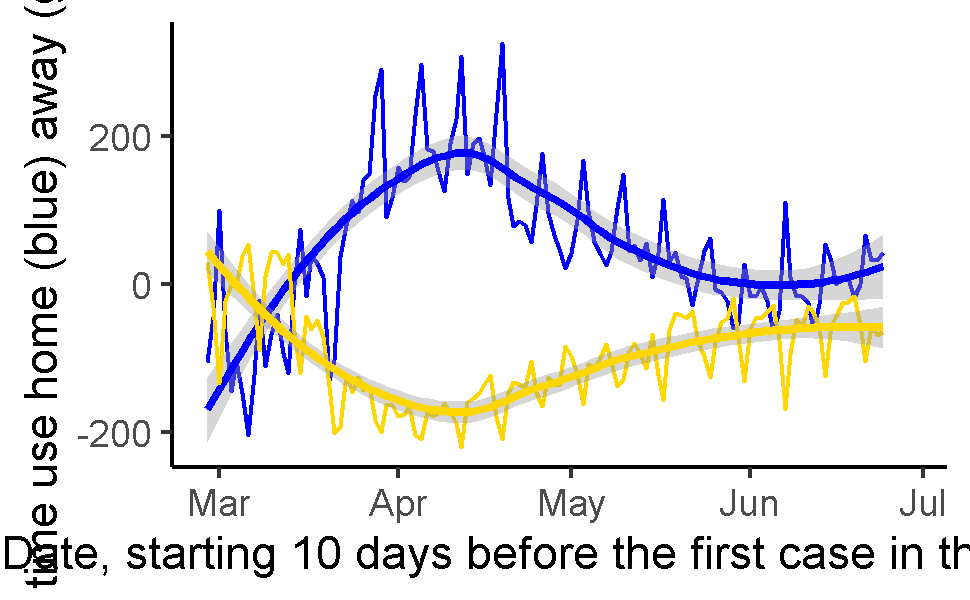 time use home (blue) away (
200
0
-200
Mar Apr May Jun Jul
Date, starting 10 days before the first case in th